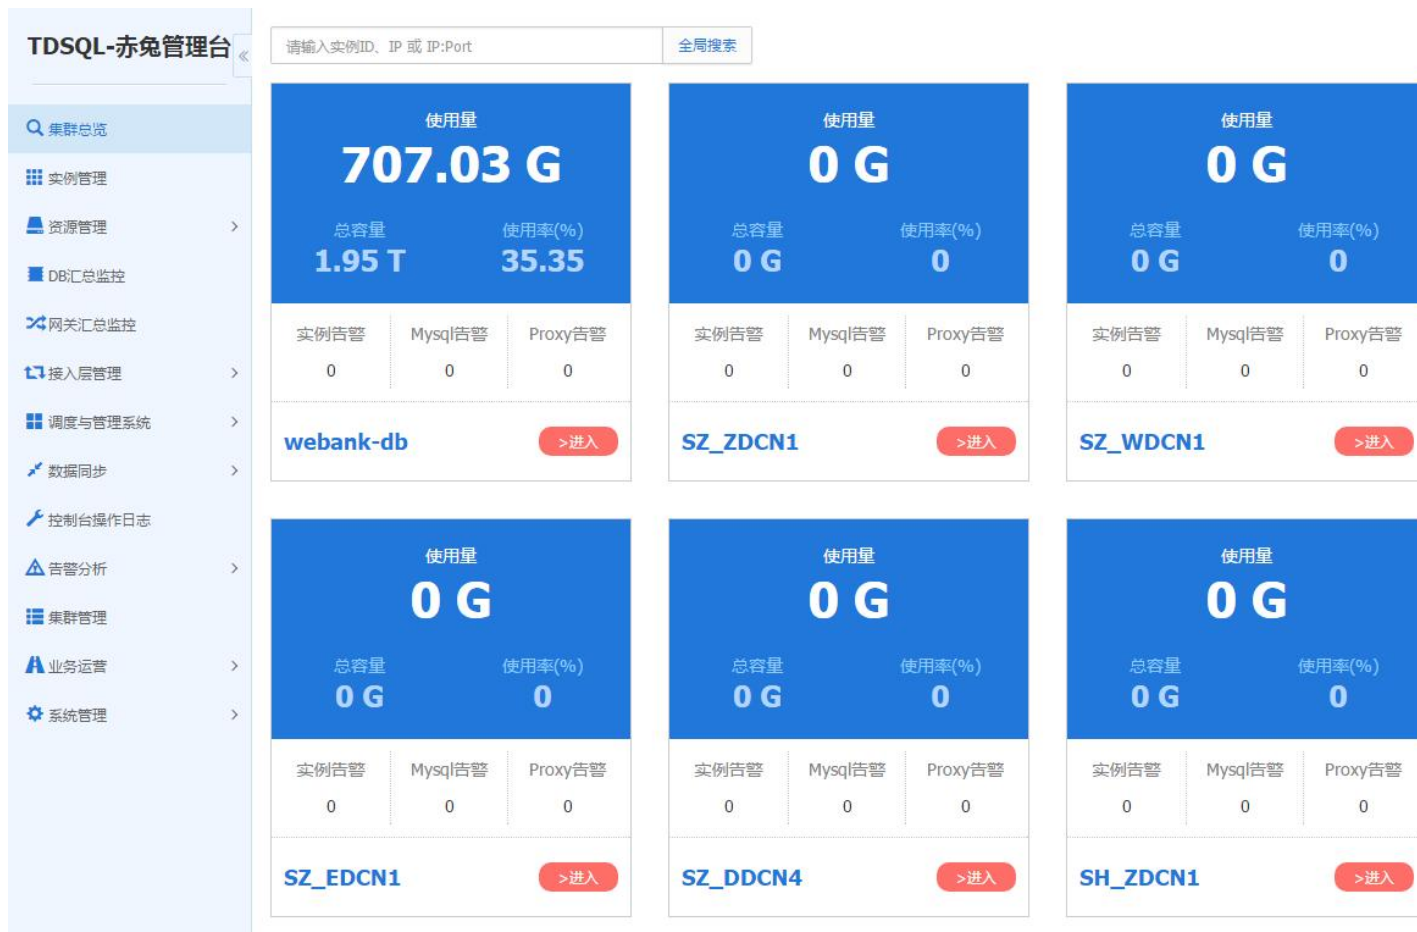 TDSQL-赤兔管理台
«
集群总览
实例管理
资源管理
DB汇总监控
网关汇总监控
接入层管理
调度与管理系统
数据同步
控制台操作日志
告警分析
集群管理
业务运营
系统管理
请输入实例ID、IP 或 IP:Port 全局搜索
使用量
707.03 G
总容量 使用率(%)
1.95 T 35.35
实例告警 Mysql告警 Proxy告警
0 0 0
webank-db >进入
使用量
0 G
总容量 使用率(%)
0 G 0
实例告警 Mysql告警 Proxy告警
0 0 0
SZ_ZDCN1 >进入
使用量
0 G
总容量 使用率(%)
0 G 0
实例告警 Mysql告警 Proxy告警
0 0 0
SZ_WDCN1 >进入
使用量
0 G
总容量 使用率(%)
0 G 0
实例告警 Mysql告警 Proxy告警
0 0 0
SZ_EDCN1 >进入
使用量
0 G
总容量 使用率(%)
0 G 0
实例告警 Mysql告警 Proxy告警
0 0 0
SZ_DDCN4 >进入
使用量
0 G
总容量 使用率(%)
0 G 0
实例告警 Mysql告警 Proxy告警
0 0 0
SH_ZDCN1 >进入